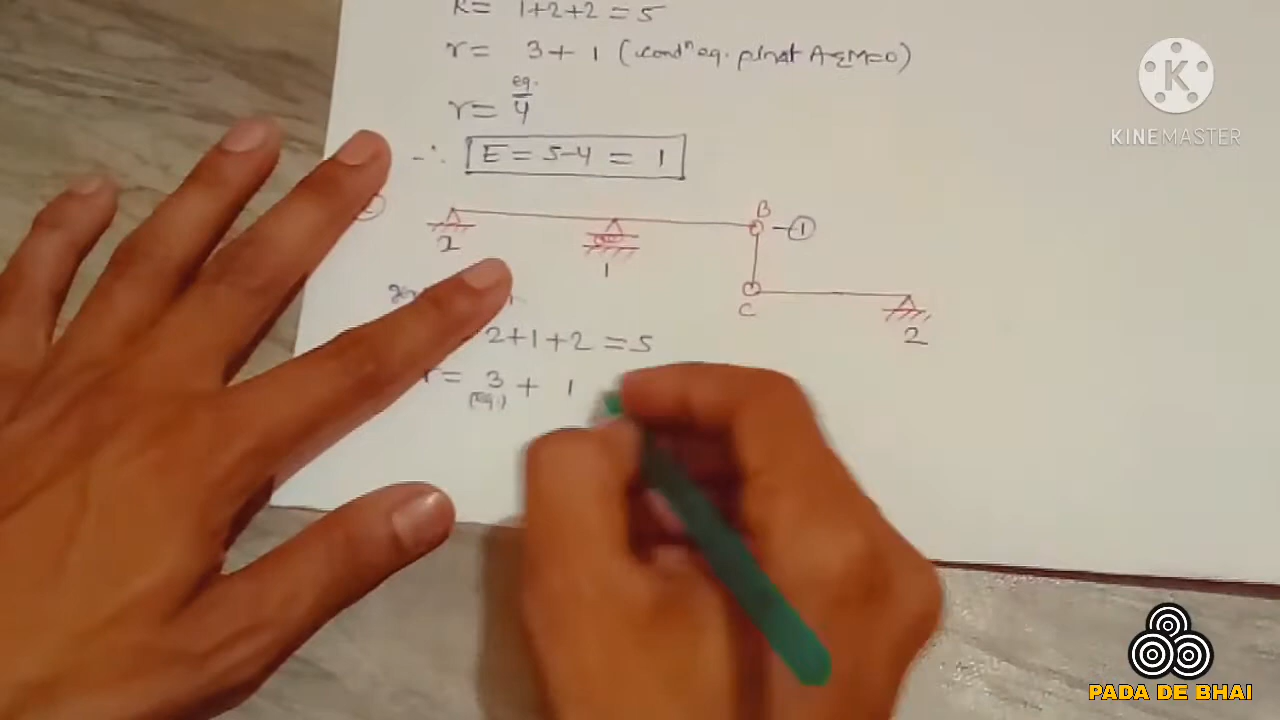 R= 1+2+2=5
r= 3+1 (condn eq. pinat A ΣM=0)
eq.
r= 4
∴ E=5-4 = 1
B
-①
2
1
C
2
2+1+2=5
r= 3 + 1
(eq.)
KINEMASTER
PADA DE BHAI